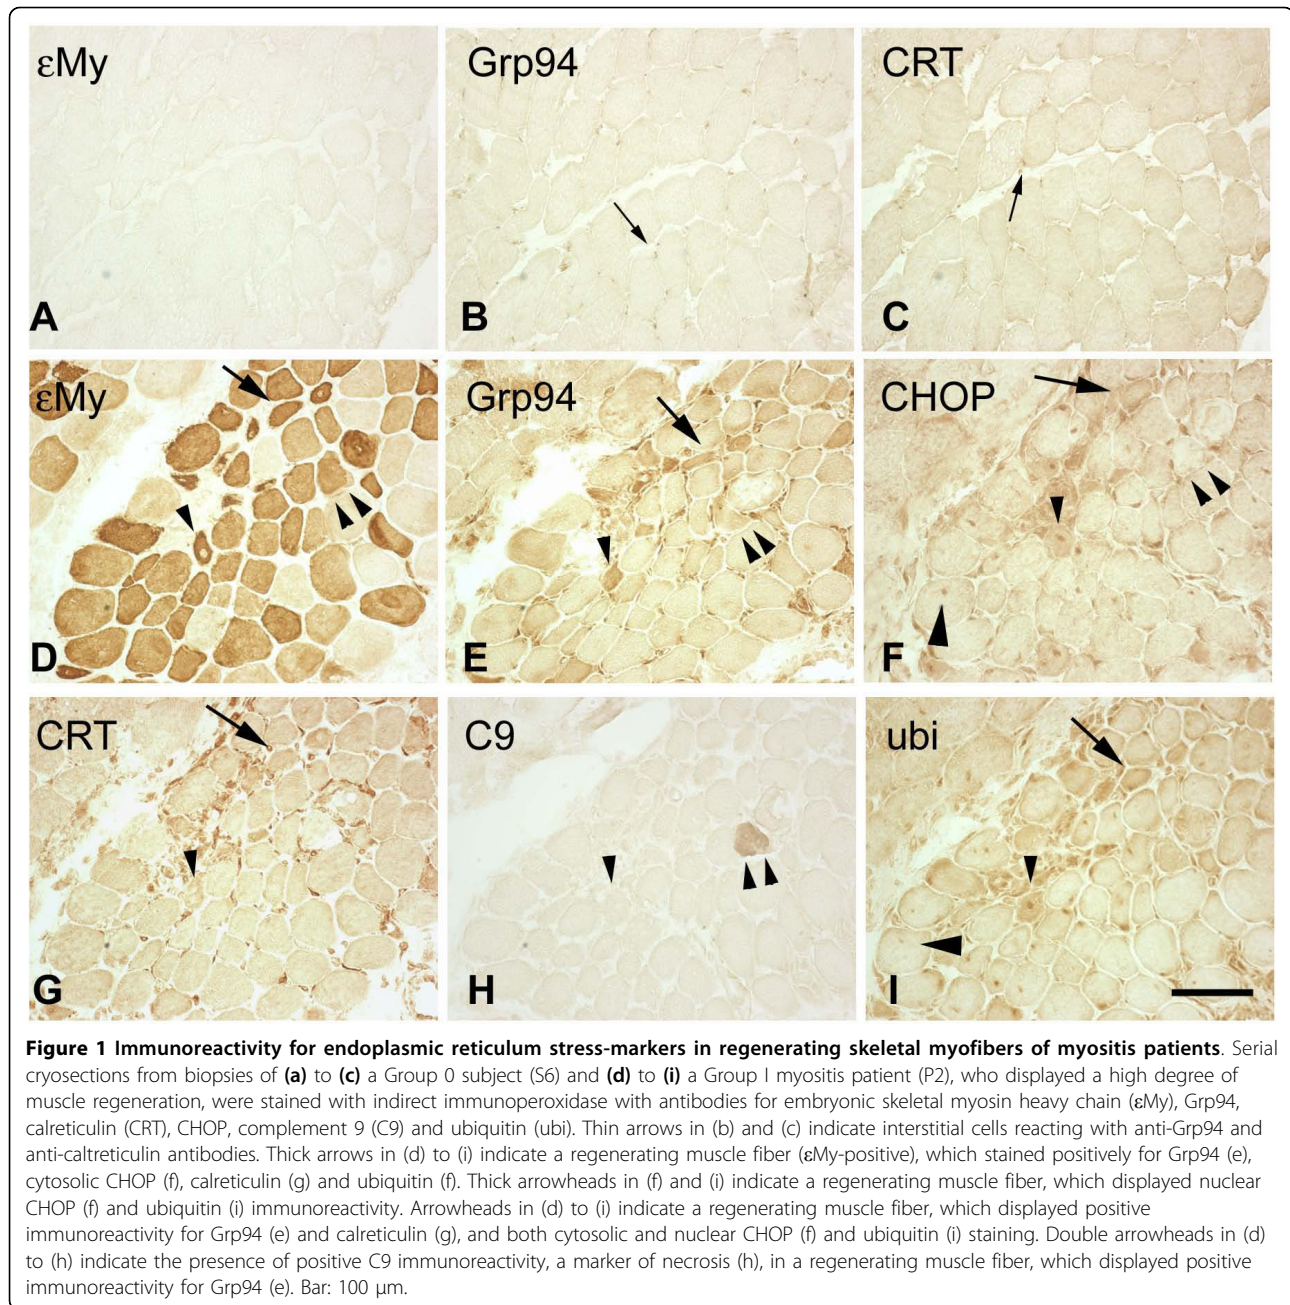 εMy
Grp94
CRT
A
B
C
εMy
Grp94
CHOP
D
E
F
CRT
C9
ubi
G
H
I
Figure 1 Immunoreactivity for endoplasmic reticulum stress-markers in regenerating skeletal myofibers of myositis patients. Serial
cryosections from biopsies of (a) to (c) a Group 0 subject (S6) and (d) to (i) a Group I myositis patient (P2), who displayed a high degree of
muscle regeneration, were stained with indirect immunoperoxidase with antibodies for embryonic skeletal myosin heavy chain (εMy), Grp94,
calreticulin (CRT), CHOP, complement 9 (C9) and ubiquitin (ubi). Thin arrows in (b) and (c) indicate interstitial cells reacting with anti-Grp94 and
anti-caltreticulin antibodies. Thick arrows in (d) to (i) indicate a regenerating muscle fiber (εMy-positive), which stained positively for Grp94 (e),
cytosolic CHOP (f), calreticulin (g) and ubiquitin (f). Thick arrowheads in (f) and (i) indicate a regenerating muscle fiber, which displayed nuclear
CHOP (f) and ubiquitin (i) immunoreactivity. Arrowheads in (d) to (i) indicate a regenerating muscle fiber, which displayed positive
immunoreactivity for Grp94 (e) and calreticulin (g), and both cytosolic and nuclear CHOP (f) and ubiquitin (i) staining. Double arrowheads in (d)
to (h) indicate the presence of positive C9 immunoreactivity, a marker of necrosis (h), in a regenerating muscle fiber, which displayed positive
immunoreactivity for Grp94 (e). Bar: 100 μm.